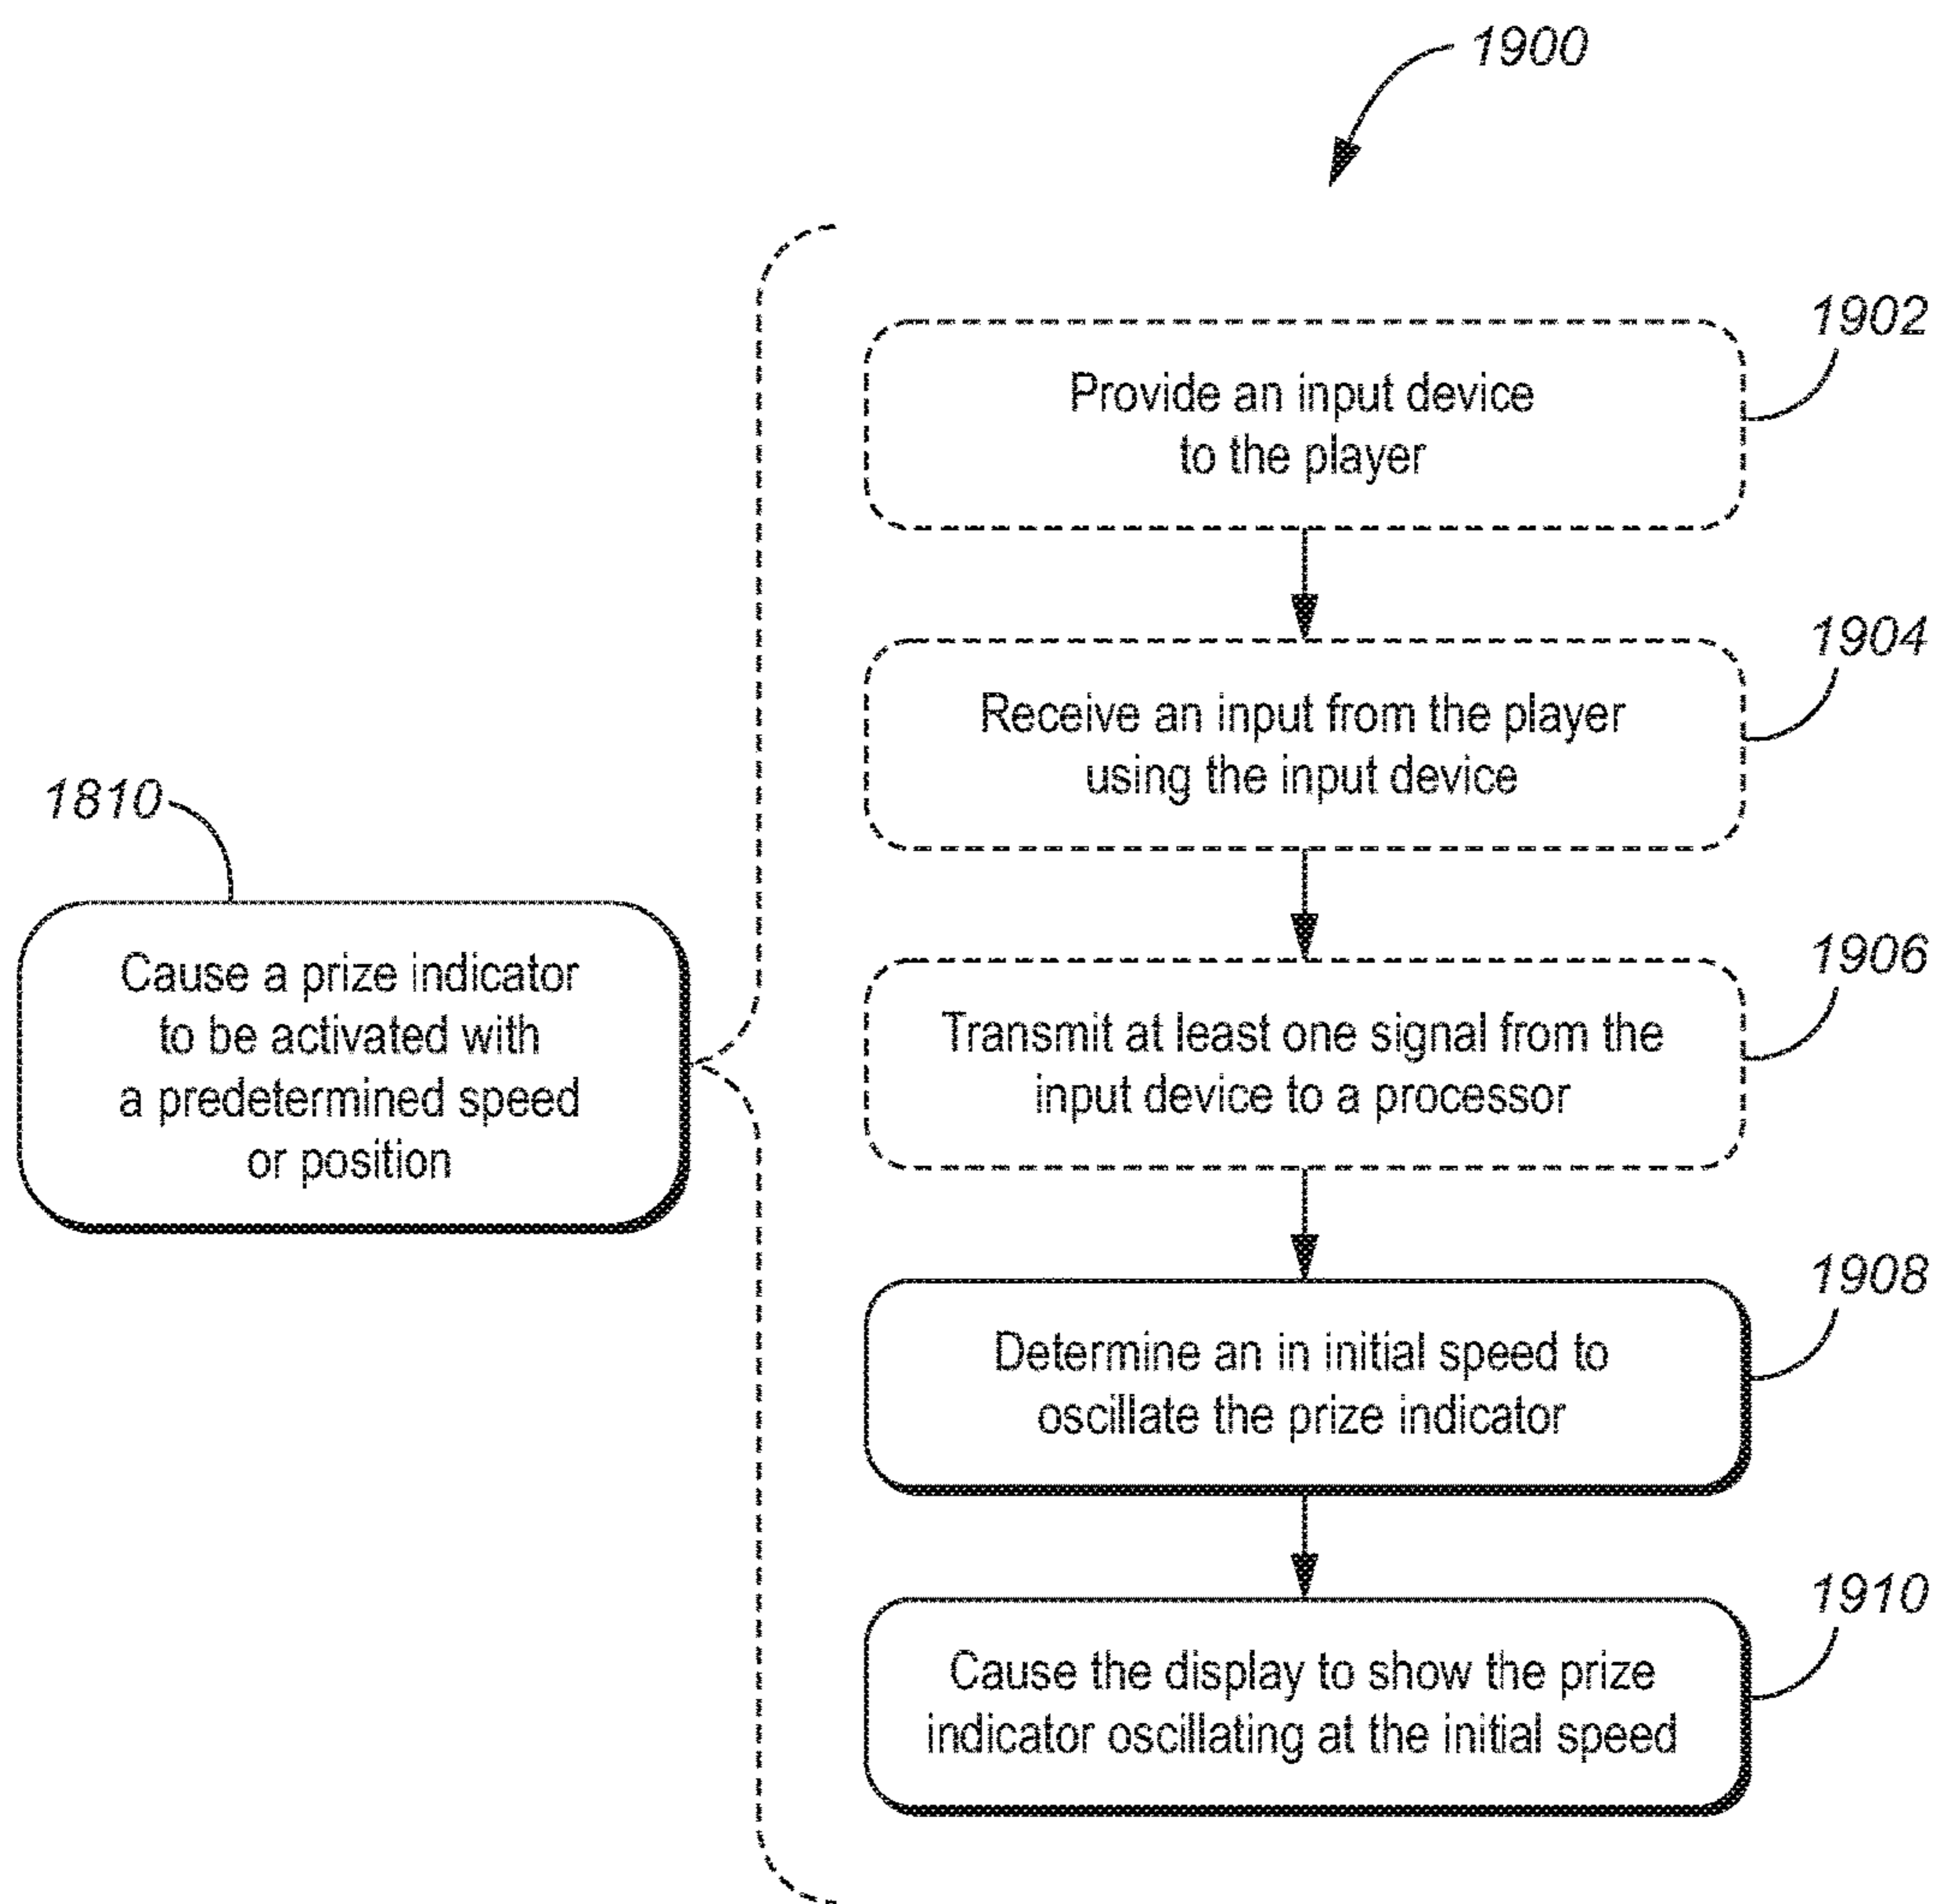 1900
1902
Provide an input device
to the player
1904
Receive an input from the player
using the input device
1810
Cause a prize indicator
to be activated with
a predetermined speed
or position
1906
Transmit at least one signal from the
input device to a processor
1908
Determine an in initial speed to
oscillate the prize indicator
1910
Cause the display to show the prize
indicator oscillating at the initial speed